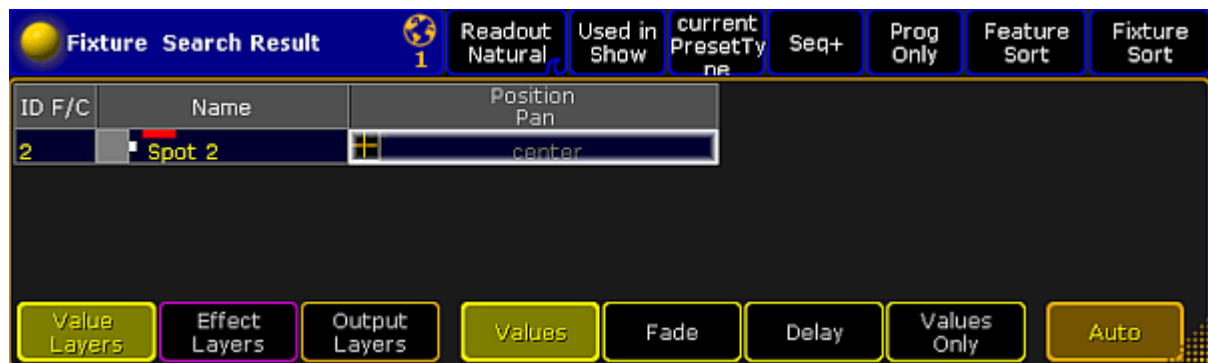 Fixture Search Result
1
Readout
Natural
Used in
Show
current
PresetTy
pe
Seq+
Prog
Only
Feature
Sort
Fixture
Sort
ID F/C
Name
Position
Pan
2
Spot 2
center
Value
Layers
Effect
Layers
Output
Layers
Values
Fade
Delay
Values
Only
Auto